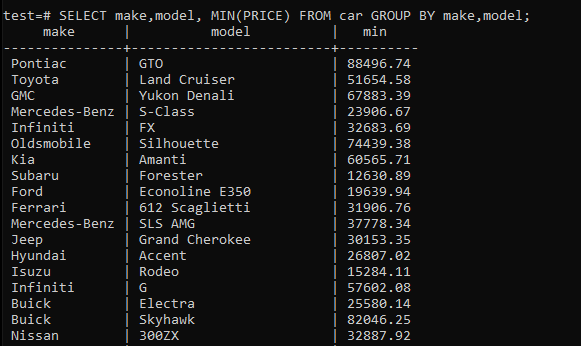 test=# SELECT make,model, MIN(PRICE) FROM car GROUP BY make,model;
make | model | min
---------------+--------------------------+----------
Pontiac | GTO | 88496.74
Toyota | Land Cruiser | 51654.58
GMC | Yukon Denali | 67883.39
Mercedes-Benz | S-Class | 23906.67
Infiniti | FX | 32683.69
Oldsmobile | Silhouette | 74439.38
Kia | Amanti | 60565.71
Subaru | Forester | 12630.89
Ford | Econoline E350 | 19639.94
Ferrari | 612 Scaglietti | 31906.76
Mercedes-Benz | SLS AMG | 37778.34
Jeep | Grand Cherokee | 30153.35
Hyundai | Accent | 26807.02
Isuzu | Rodeo | 15284.11
Infiniti | G | 57602.08
Buick | Electra | 25580.14
Buick | Skyhawk | 82046.25
Nissan | 300ZX | 32887.92